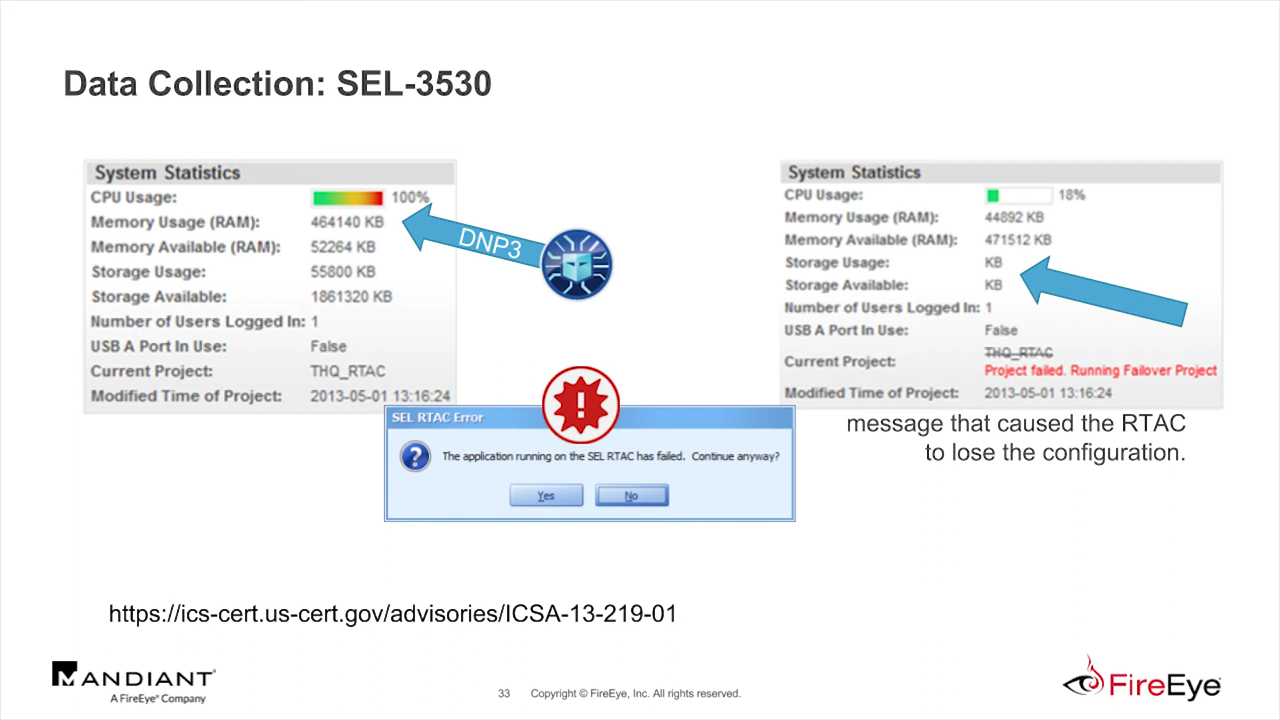 Data Collection: SEL-3530
System Statistics
CPU Usage: 100%
Memory Usage (RAM): 464140 KB
Memory Available (RAM): 52264 KB
Storage Usage: 55800 KB
Storage Available: 1861320 KB
Number of Users Logged In: 1
USB A Port In Use: False
Current Project: THQ_RTAC
Modified Time of Project: 2013-05-01 13:16:24
DNP3
System Statistics
CPU Usage: 18%
Memory Usage (RAM): 44892 KB
Memory Available (RAM): 471512 KB
Storage Usage: KB
Storage Available: KB
Number of Users Logged In: 1
USB A Port In Use: False
Current Project: THQ_RTAC
Project failed. Running Failover Project
Modified Time of Project: 2013-05-01 13:16:24
message that caused the RTAC
to lose the configuration.
SEL RTAC Error
The application running on the SEL RTAC has failed. Continue anyway?
Yes No
https://ics-cert.us-cert.gov/advisories/ICSA-13-219-01
MANDIANT
A FireEye® Company
33 Copyright © FireEye, Inc. All rights reserved.
FireEye